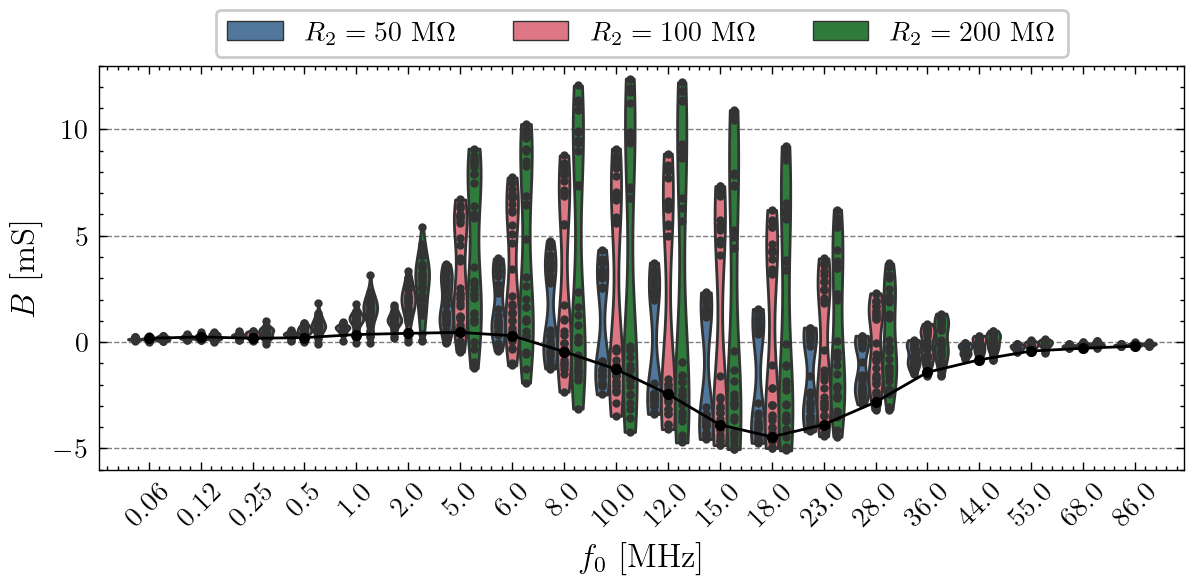 R₂ = 50 MΩ R₂ = 100 MΩ R₂ = 200 MΩ
B [mS]
10
5
0
−5
0.06 0.12 0.25 0.5 1.0 2.0 5.0 6.0 8.0 10.0 12.0 15.0 18.0 23.0 28.0 36.0 44.0 55.0 68.0 86.0
f₀ [MHz]